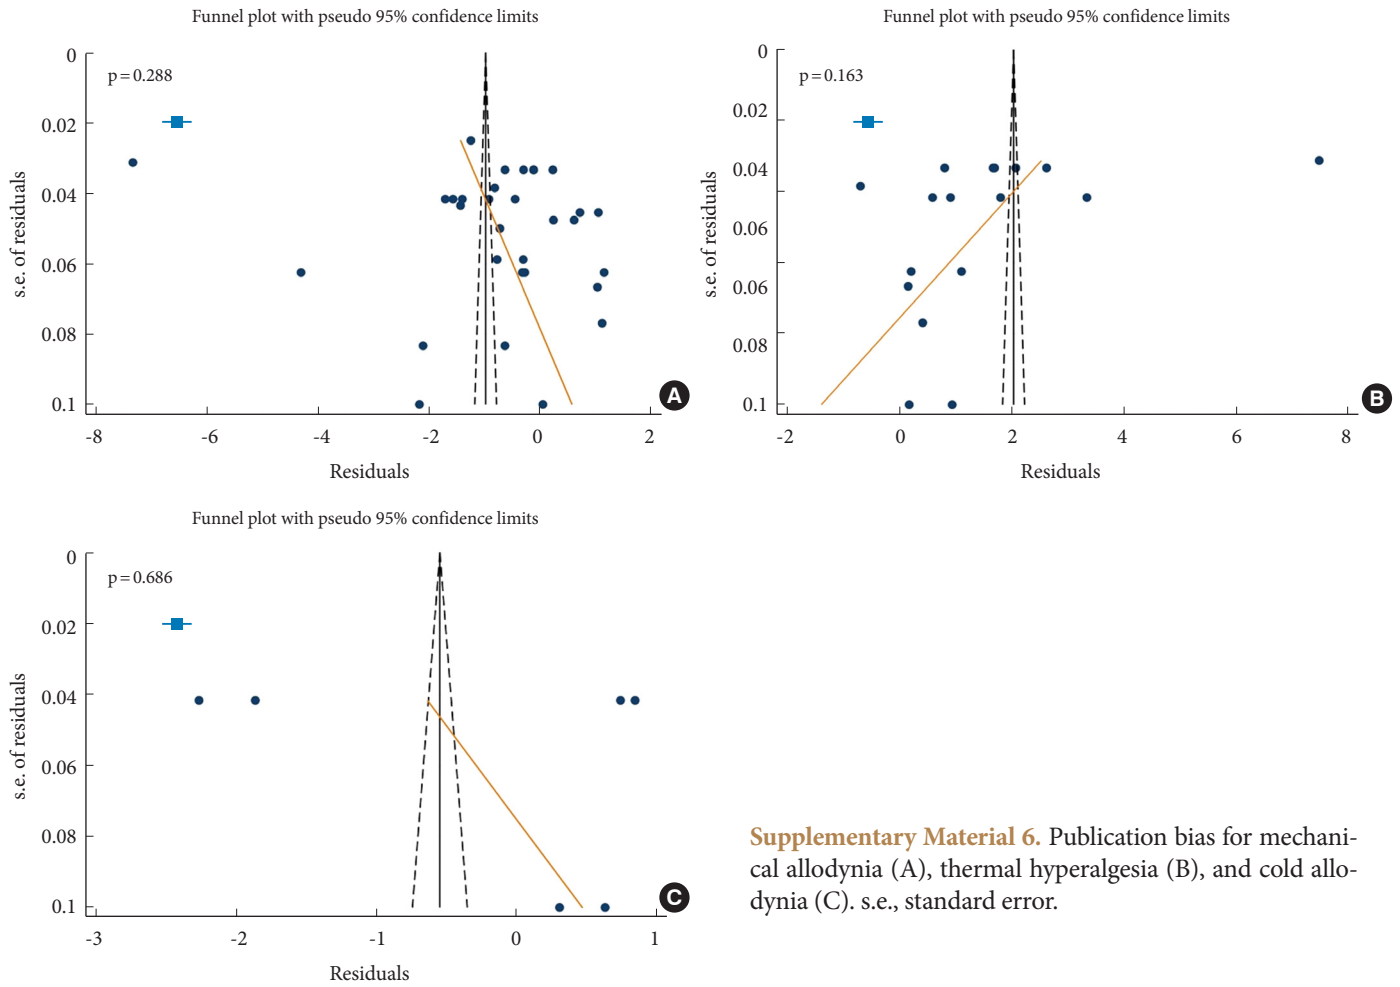 Funnel plot with pseudo 95% confidence limits
p=0.288
s.e. of residuals
0
0.02
0.04
0.06
0.08
0.1
-8
-6
-4
-2
0
2
Residuals
A
Funnel plot with pseudo 95% confidence limits
p=0.163
s.e. of residuals
0
0.02
0.04
0.06
0.06
0.08
0.1
-2
0
2
4
6
8
Residuals
B
Funnel plot with pseudo 95% confidence limits
p=0.686
s.e. of residuals
0
0.02
0.04
0.06
0.08
0.1
-3
-2
-1
0
1
Residuals
C
Supplementary Material 6. Publication bias for mechani-
cal allodynia (A), thermal hyperalgesia (B), and cold allo-
dynia (C). s.e., standard error.